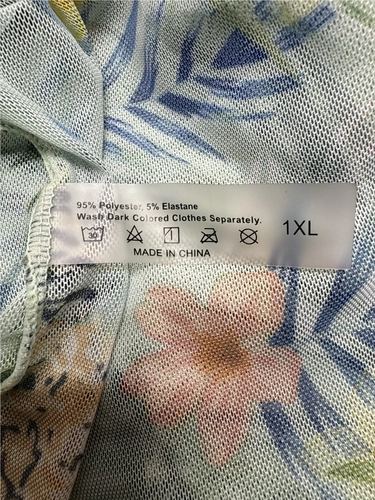 95% Polyester, 5% Elastane
Wash Dark Colored Clothes Separately.
30
1XL
MADE IN CHINA